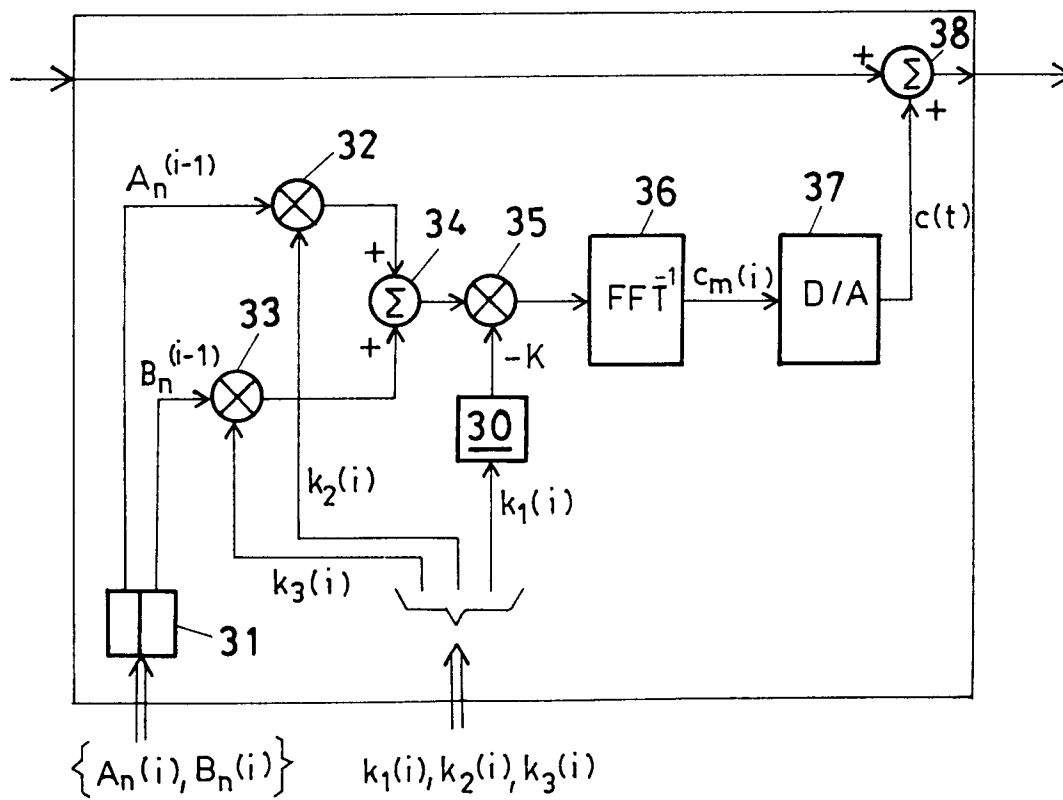 38
+
Σ
+
32
A_n^(i-1)
36
37
34
35
c(t)
+
33
Σ
FFT^-1
c_m(i)
D/A
B_n^(i-1)
+
-K
30
k_2(i)
k_1(i)
k_3(i)
31
{A_n(i), B_n(i)}
k_1(i), k_2(i), k_3(i)